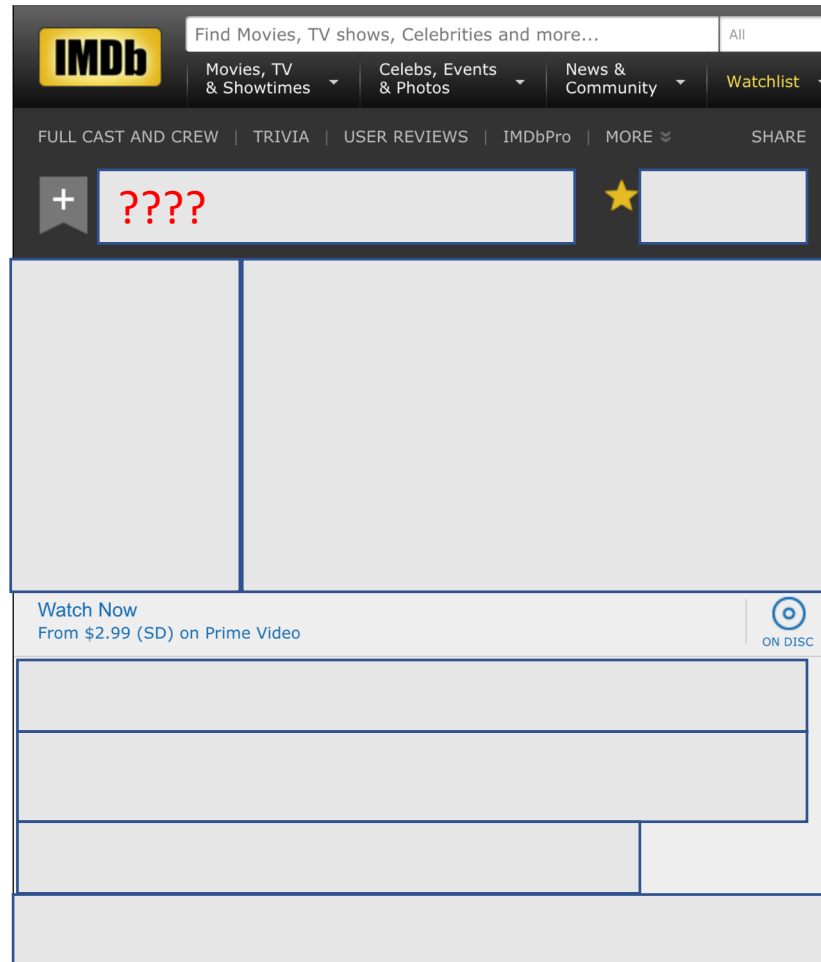 IMDb
Find Movies, TV shows, Celebrities and more...
All
Movies, TV
& Showtimes
Celebs, Events
& Photos
News &
Community
Watchlist
FULL CAST AND CREW | TRIVIA | USER REVIEWS | IMDbPro | MORE SHARE
+
????
Watch Now
From $2.99 (SD) on Prime Video
ON DISC